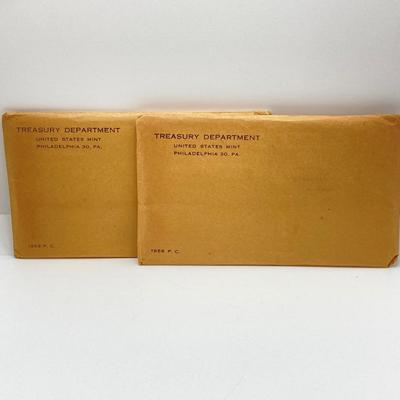 TREASURY DEPARTMENT
UNITED STATES MINT
PHILADELPHIA 30, PA.
TREASURY DEPARTMENT
UNITED STATES MINT
PHILADELPHIA 30, PA.
P. C.
P. C.